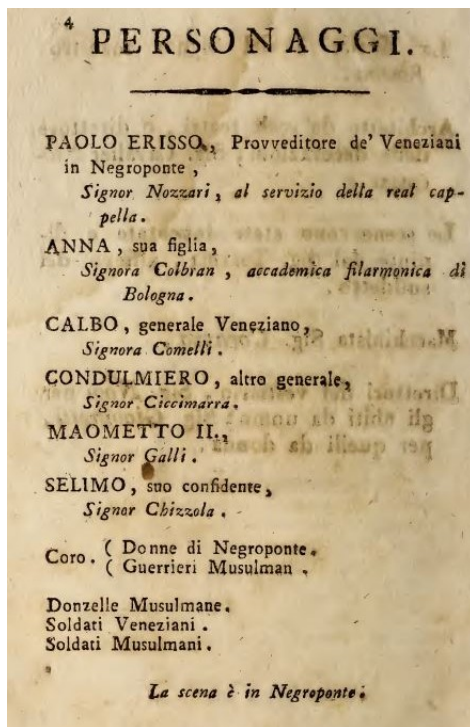 4
PERSONAGGI.
PAOLO ERISSO, Provveditore de' Veneziani
in Negroponte,
Signor Nozzari, al servizio della real cap-
pella.
ANNA, sua figlia,
Signora Colbran, accademica filarmonica di
Bologna.
CALBO, generale Veneziano,
Signora Comelli.
CONDULMIERO, altro generale,
Signor Ciccimarra.
MAOMETTO II.,
Signor Galli.
SELIMO, suo confidente,
Signor Chizzola.
Coro. ( Donne di Negroponte.
( Guerrieri Musulman .
Donzelle Musulmane.
Soldati Veneziani.
Soldati Musulmani.
La scena è in Negroponte.